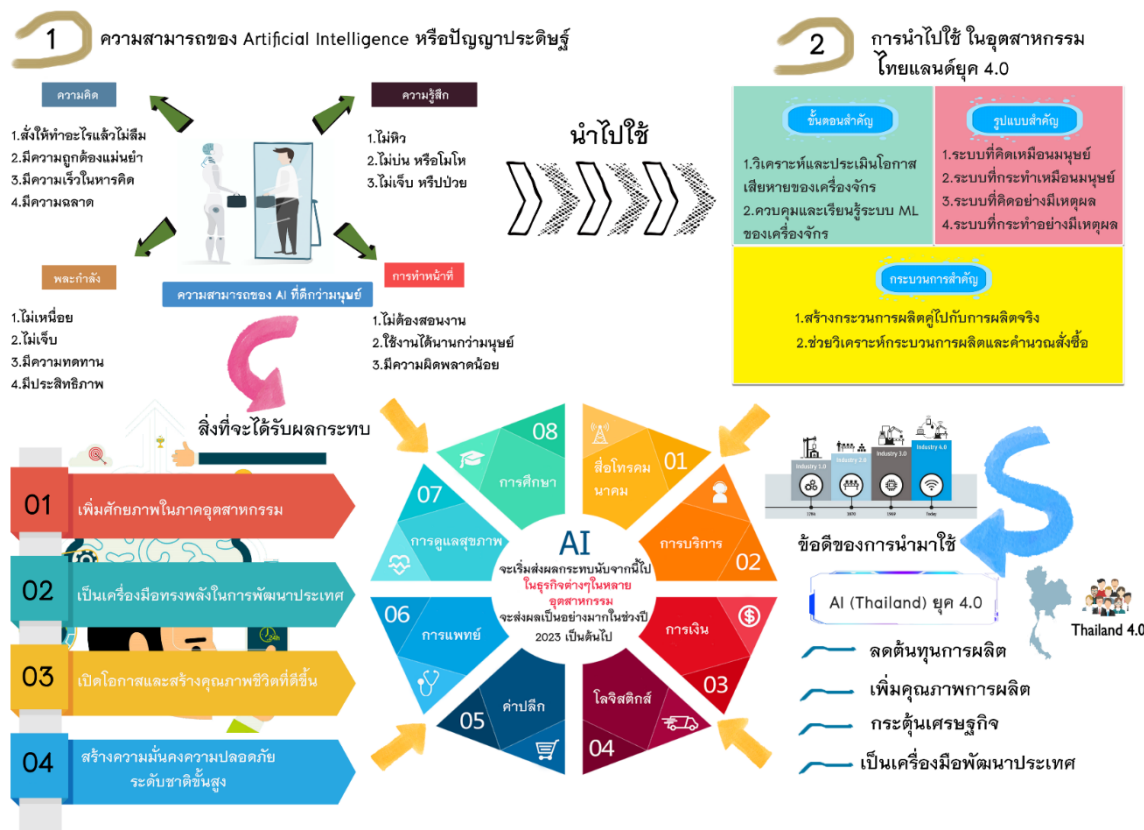 1
ความสามารถของ Artificial Intelligence หรือปัญญาประดิษฐ์
ความคิด
1.สั่งให้ทำอะไรแล้วไม่ลืม
2.มีความถูกต้องแม่นยำ
3.มีความเร็วในหารคิด
4.มีความฉลาด
ความรู้สึก
1.ไม่หิว
2.ไม่บ่น หรือโมโห
3.ไม่เจ็บ หรืปป่วย
พละกำลัง
1.ไม่เหนื่อย
2.ไม่เจ็บ
3.มีความทดทาน
4.มีประสิทธิภาพ
การทำหน้าที่
1.ไม่ต้องสอนงาน
2.ใช้งานได้นานกว่ามนุษย์
3.มีความผิดพลาดน้อย
ความสามารถของ AI ที่ดีกว่ามนุษย์
นำไปใช้
2
การนำไปใช้ ในอุตสาหกรรม
ไทยแลนด์ยุค 4.0
ขั้นตอนสำคัญ
1.วิเคราะห์และประเมินโอกาส
เสียหายของเครื่องจักร
2.ควบคุมและเรียนรู้ระบบ ML
ของเครื่องจักร
รูปแบบสำคัญ
1.ระบบที่คิดเหมือนมนุษย์
2.ระบบที่กระทำเหมือนมนุษย์
3.ระบบที่คิดอย่างมีเหตุผล
4.ระบบที่กระทำอย่างมีเหตุผล
กระบวนการสำคัญ
1.สร้างกระวนการผลิตคู่ไปกับการผลิตจริง
2.ช่วยวิเคราะห์กระบวนการผลิตและคำนวณสั่งซื้อ
สิ่งที่จะได้รับผลกระทบ
01
เพิ่มศักยภาพในภาคอุตสาหกรรม
02
เป็นเครื่องมือทรงพลังในการพัฒนาประเทศ
03
เปิดโอกาสและสร้างคุณภาพชีวิตที่ดีขึ้น
04
สร้างความมั่นคงความปลอดภัย
ระดับชาติขั้นสูง
AI
จะเริ่มส่งผลกระทบนับจากนี้ไป
ในธุรกิจต่างๆในหลาย
อุตสาหกรรม
จะส่งผลเป็นอย่างมากในช่วงปี
2023 เป็นต้นไป
01
สื่อโทรคม
นาคม
02
การบริการ
03
การเงิน
04
โลจิสติกส์
05
ค่าปลีก
06
การแพทย์
07
การดูแลสุขภาพ
08
การศึกษา
Industry 1.0
Industry 2.0
Industry 3.0
Industry 4.0
Today
ข้อดีของการนำมาใช้
AI (Thailand) ยุค 4.0
Thailand 4.0
ลดต้นทุนการผลิต
เพิ่มคุณภาพการผลิต
กระตุ้นเศรษฐกิจ
เป็นเครื่องมือพัฒนาประเทศ